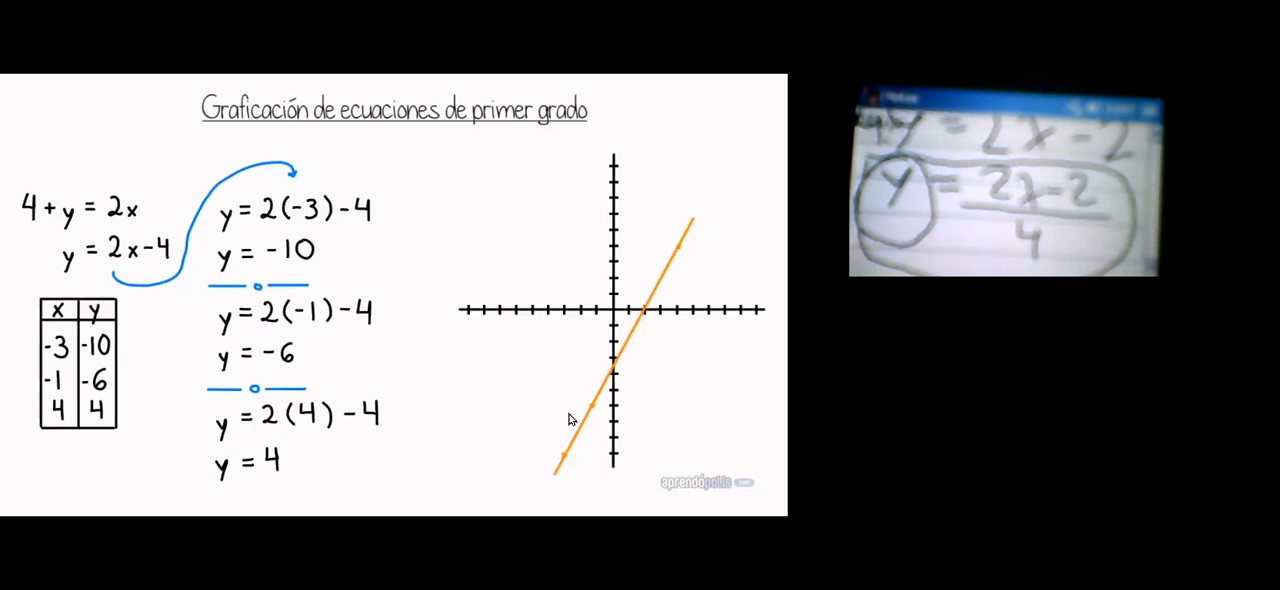 Graficación de ecuaciones de primer grado
4 + y = 2x
y = 2x - 4
x y
-3 -10
-1 -6
4 4
y = 2(-3) - 4
y = -10
y = 2(-1) - 4
y = -6
y = 2(4) - 4
y = 4
aprendópolis
y = 2x - 2
y = 2x - 2
4